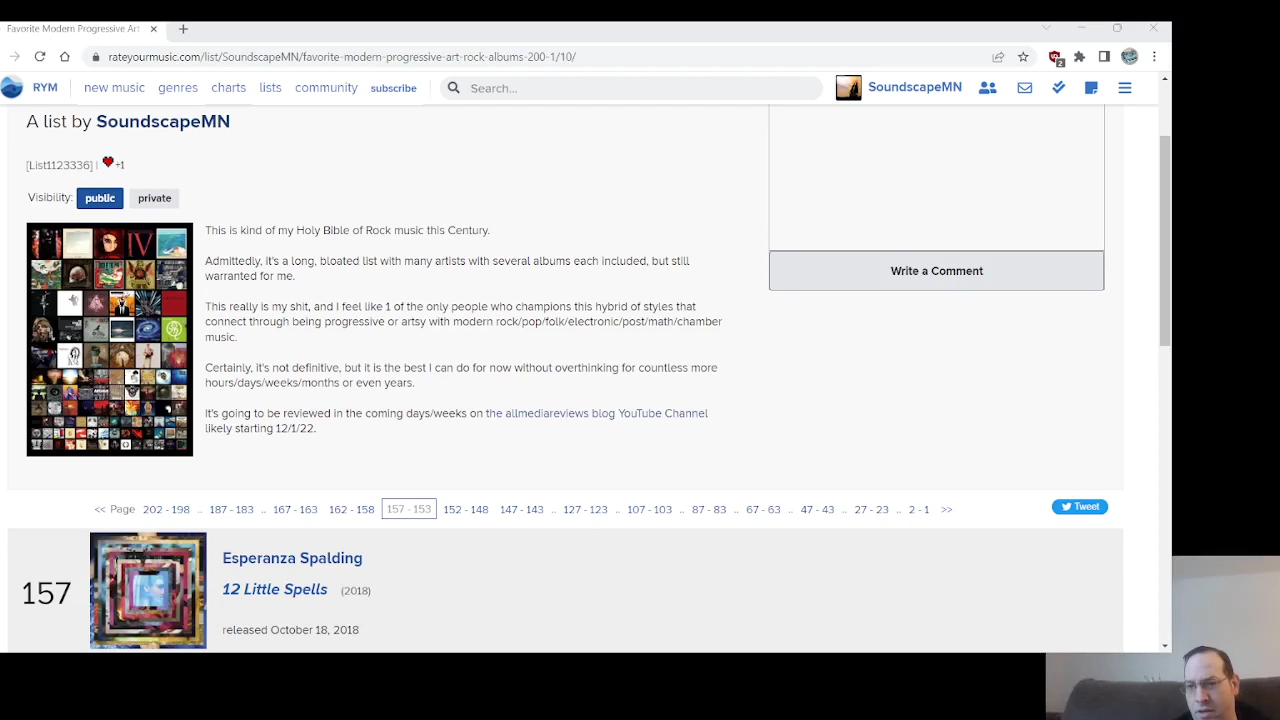 Favorite Modern Progressive Art
rateyourmusic.com/list/SoundscapeMN/favorite-modern-progressive-art-rock-albums-200-1/10/
2
RYM new music genres charts lists community subscribe Search... SoundscapeMN
A list by SoundscapeMN
[List1123336] | +1
Visibility: public private
This is kind of my Holy Bible of Rock music this Century.
Admittedly, it's a long, bloated list with many artists with several albums each included, but still
warranted for me.
This really is my shit, and I feel like 1 of the only people who champions this hybrid of styles that
connect through being progressive or artsy with modern rock/pop/folk/electronic/post/math/chamber
music.
Certainly, it's not definitive, but it is the best I can do for now without overthinking for countless more
hours/days/weeks/months or even years.
It's going to be reviewed in the coming days/weeks on the allmediareviews blog YouTube Channel
likely starting 12/1/22.
Write a Comment
<< Page 202 - 198 .. 187 - 183 .. 167 - 163 162 - 158 157 - 153 152 - 148 147 - 143 .. 127 - 123 .. 107 - 103 .. 87 - 83 .. 67 - 63 .. 47 - 43 .. 27 - 23 .. 2 - 1 >>
Tweet
157
Esperanza Spalding
12 Little Spells (2018)
released October 18, 2018